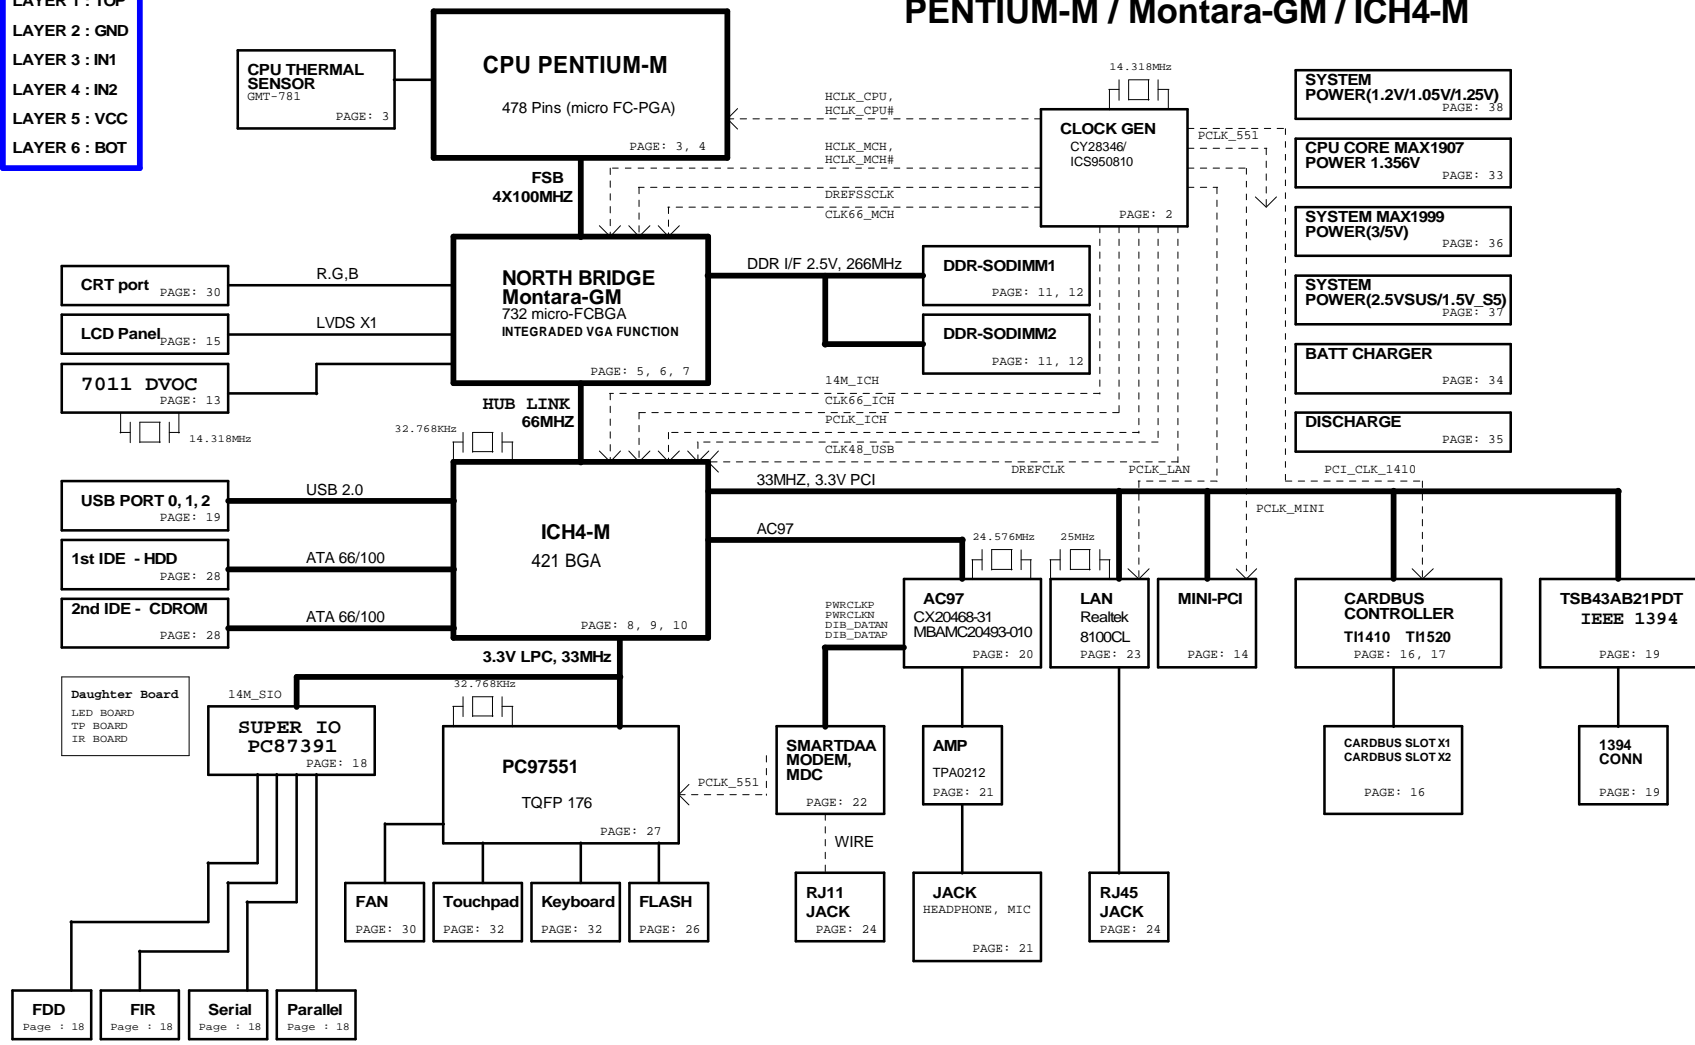 PENTIUM-M / Montara-GM / ICH4-M
LAYER 1 : TOP
LAYER 2 : GND
LAYER 3 : IN1
LAYER 4 : IN2
LAYER 5 : VCC
LAYER 6 : BOT
CPU THERMAL
SENSOR
GMT-781
PAGE: 3
CPU PENTIUM-M
478 Pins (micro FC-PGA)
PAGE: 3, 4
HCLK_CPU,
HCLK_CPU#
HCLK_MCH,
HCLK_MCH#
DREFSSCLK
CLK66_MCH
14.318MHz
CLOCK GEN
CY28346/
ICS950810
PAGE: 2
PCLK_551
SYSTEM
POWER(1.2V/1.05V/1.25V)
PAGE: 38
CPU CORE MAX1907
POWER 1.356V
PAGE: 33
SYSTEM MAX1999
POWER(3/5V)
PAGE: 36
SYSTEM
POWER(2.5VSUS/1.5V_S5)
PAGE: 37
BATT CHARGER
PAGE: 34
DISCHARGE
PAGE: 35
FSB
4X100MHZ
CRT port
PAGE: 30
R.G,B
LCD Panel
PAGE: 15
LVDS X1
7011 DVOC
PAGE: 13
14.318MHz
NORTH BRIDGE
Montara-GM
732 micro-FCBGA
INTEGRADED VGA FUNCTION
PAGE: 5, 6, 7
DDR I/F 2.5V, 266MHz
DDR-SODIMM1
PAGE: 11, 12
DDR-SODIMM2
PAGE: 11, 12
HUB LINK
66MHZ
32.768KHz
14M_ICH
CLK66_ICH
PCLK_ICH
CLK48_USB
DREFCLK
PCLK_LAN
PCI_CLK_1410
PCLK_MINI
USB PORT 0, 1, 2
PAGE: 19
USB 2.0
1st IDE - HDD
PAGE: 28
ATA 66/100
2nd IDE - CDROM
PAGE: 28
ATA 66/100
ICH4-M
421 BGA
PAGE: 8, 9, 10
33MHZ, 3.3V PCI
AC97
24.576MHz
25MHz
PWRCLKP
PWRCLKN
DIB_DATAN
DIB_DATAP
AC97
CX20468-31
MBAMC20493-010
PAGE: 20
LAN
Realtek
8100CL
PAGE: 23
MINI-PCI
PAGE: 14
CARDBUS
CONTROLLER
TI1410 TI1520
PAGE: 16, 17
TSB43AB21PDT
IEEE 1394
PAGE: 19
3.3V LPC, 33MHz
Daughter Board
LED BOARD
TP BOARD
IR BOARD
14M_SIO
SUPER IO
PC87391
PAGE: 18
32.768KHz
PC97551
TQFP 176
PAGE: 27
PCLK_551
SMARTDAA
MODEM,
MDC
PAGE: 22
AMP
TPA0212
PAGE: 21
CARDBUS SLOT X1
CARDBUS SLOT X2
PAGE: 16
1394
CONN
PAGE: 19
WIRE
FAN
PAGE: 30
Touchpad
PAGE: 32
Keyboard
PAGE: 32
FLASH
PAGE: 26
RJ11
JACK
PAGE: 24
JACK
HEADPHONE, MIC
PAGE: 21
RJ45
JACK
PAGE: 24
FDD
Page : 18
FIR
Page : 18
Serial
Page : 18
Parallel
Page : 18